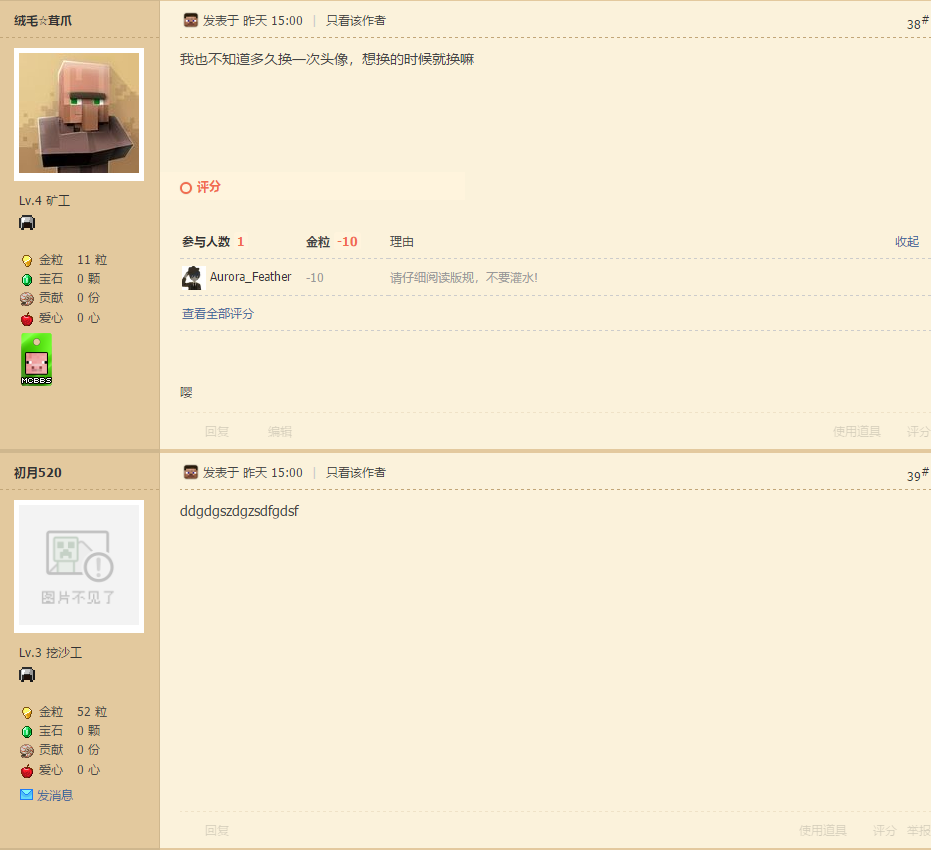 绒毛☆茸爪
发表于 昨天 15:00 | 只看该作者
38#
我也不知道多久换一次头像，想换的时候就换嘛
Lv.4 矿工
评分
参与人数 1 金粒 -10 理由 收起
Aurora_Feather -10 请仔细阅读版规，不要灌水!
查看全部评分
金粒 11 粒
宝石 0 颗
贡献 0 份
爱心 0 心
MCBBS
嘤
回复 编辑 使用道具 评分
初月520
发表于 昨天 15:00 | 只看该作者
39#
ddgdgszdgzsdfgdsf
图片不见了
Lv.3 挖沙工
金粒 52 粒
宝石 0 颗
贡献 0 份
爱心 0 心
发消息
回复 使用道具 评分 举报